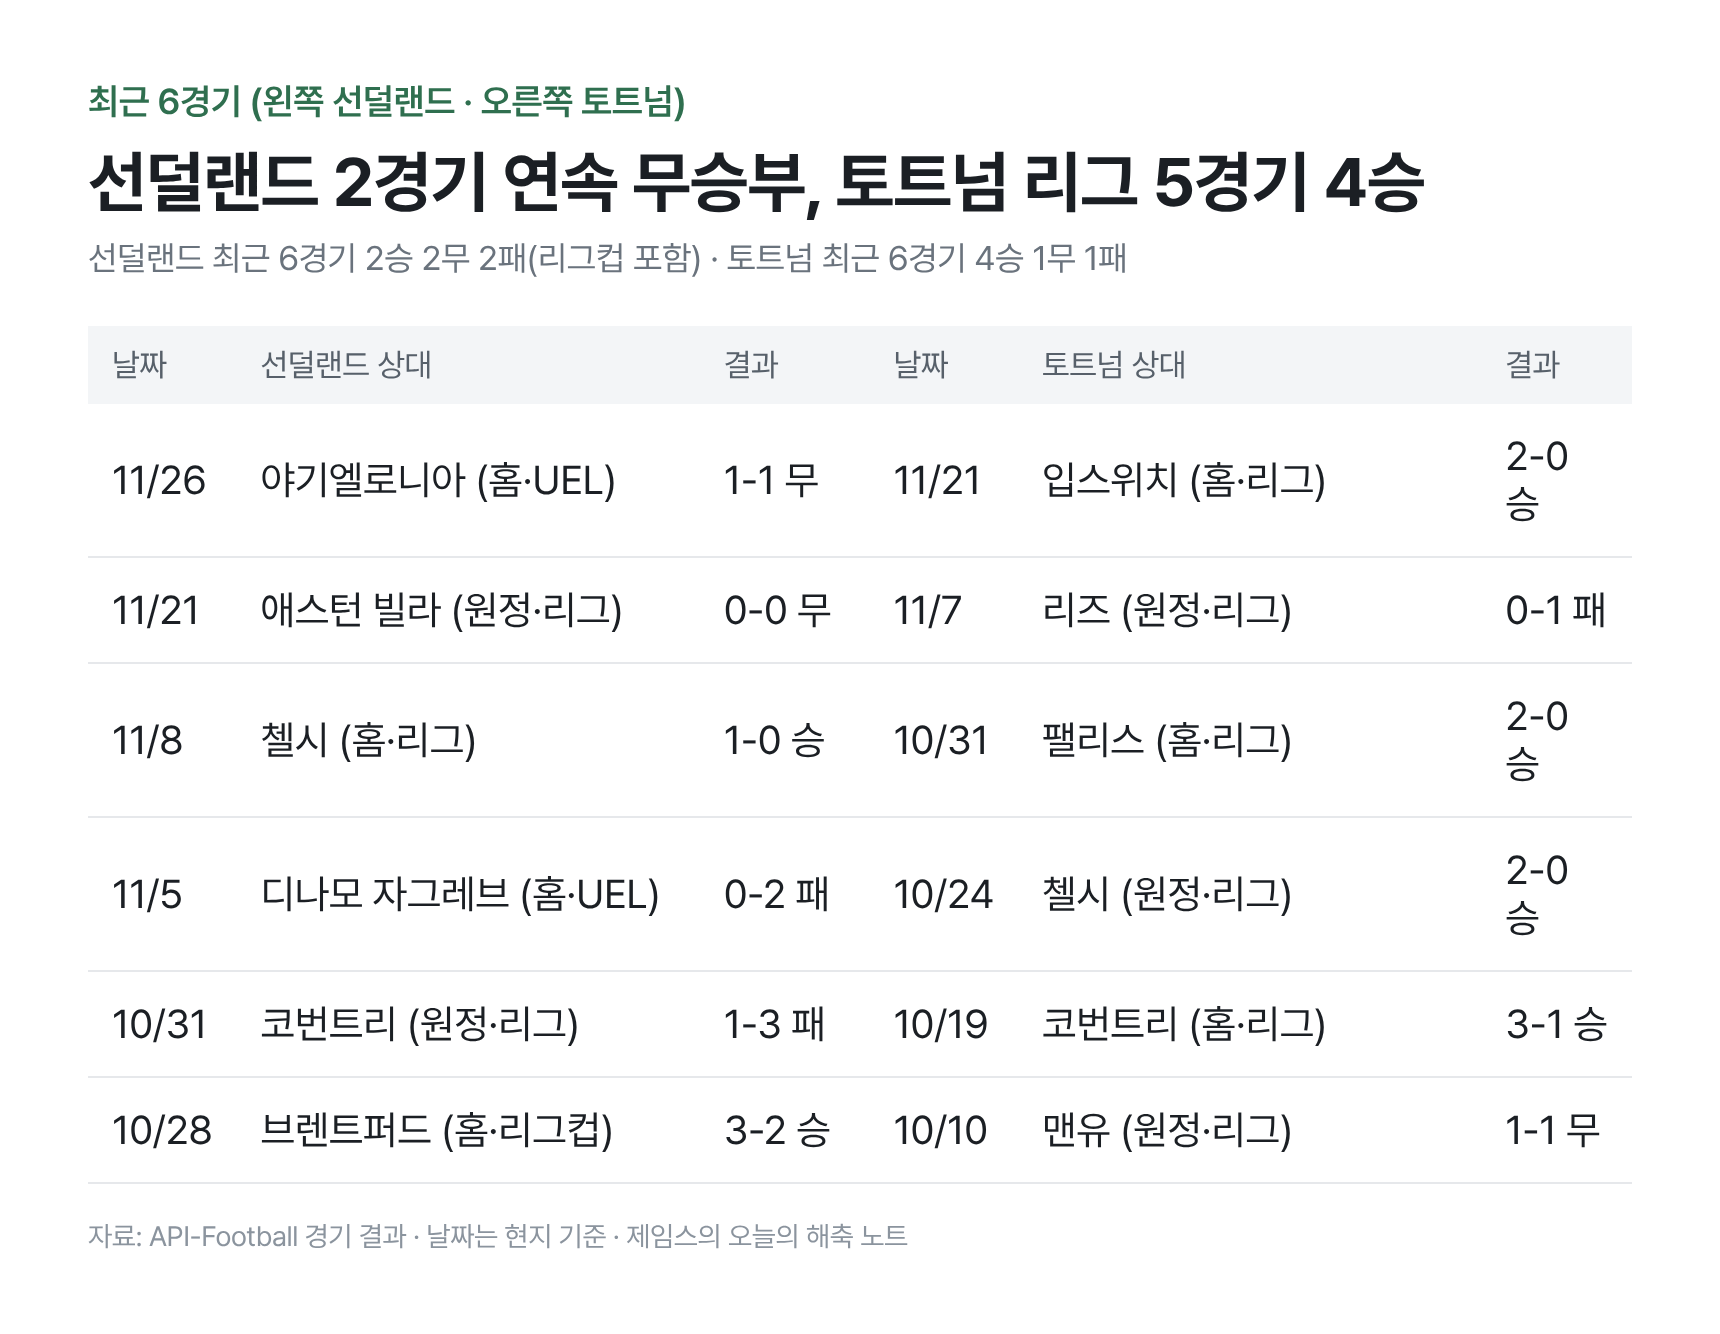 최근 6경기 (왼쪽 선덜랜드 · 오른쪽 토트넘)
선덜랜드 2경기 연속 무승부, 토트넘 리그 5경기 4승
선덜랜드 최근 6경기 2승 2무 2패(리그컵 포함) · 토트넘 최근 6경기 4승 1무 1패
날짜 선덜랜드 상대 결과 날짜 토트넘 상대 결과
11/26 야기엘로니아 (홈·UEL) 1-1 무 11/21 입스위치 (홈·리그) 2-0
승
11/21 애스턴 빌라 (원정·리그) 0-0 무 11/7 리즈 (원정·리그) 0-1 패
11/8 첼시 (홈·리그) 1-0 승 10/31 팰리스 (홈·리그) 2-0
승
11/5 디나모 자그레브 (홈·UEL) 0-2 패 10/24 첼시 (원정·리그) 2-0
승
10/31 코번트리 (원정·리그) 1-3 패 10/19 코번트리 (홈·리그) 3-1 승
10/28 브렌트퍼드 (홈·리그컵) 3-2 승 10/10 맨유 (원정·리그) 1-1 무
자료: API-Football 경기 결과 · 날짜는 현지 기준 · 제임스의 오늘의 해축 노트